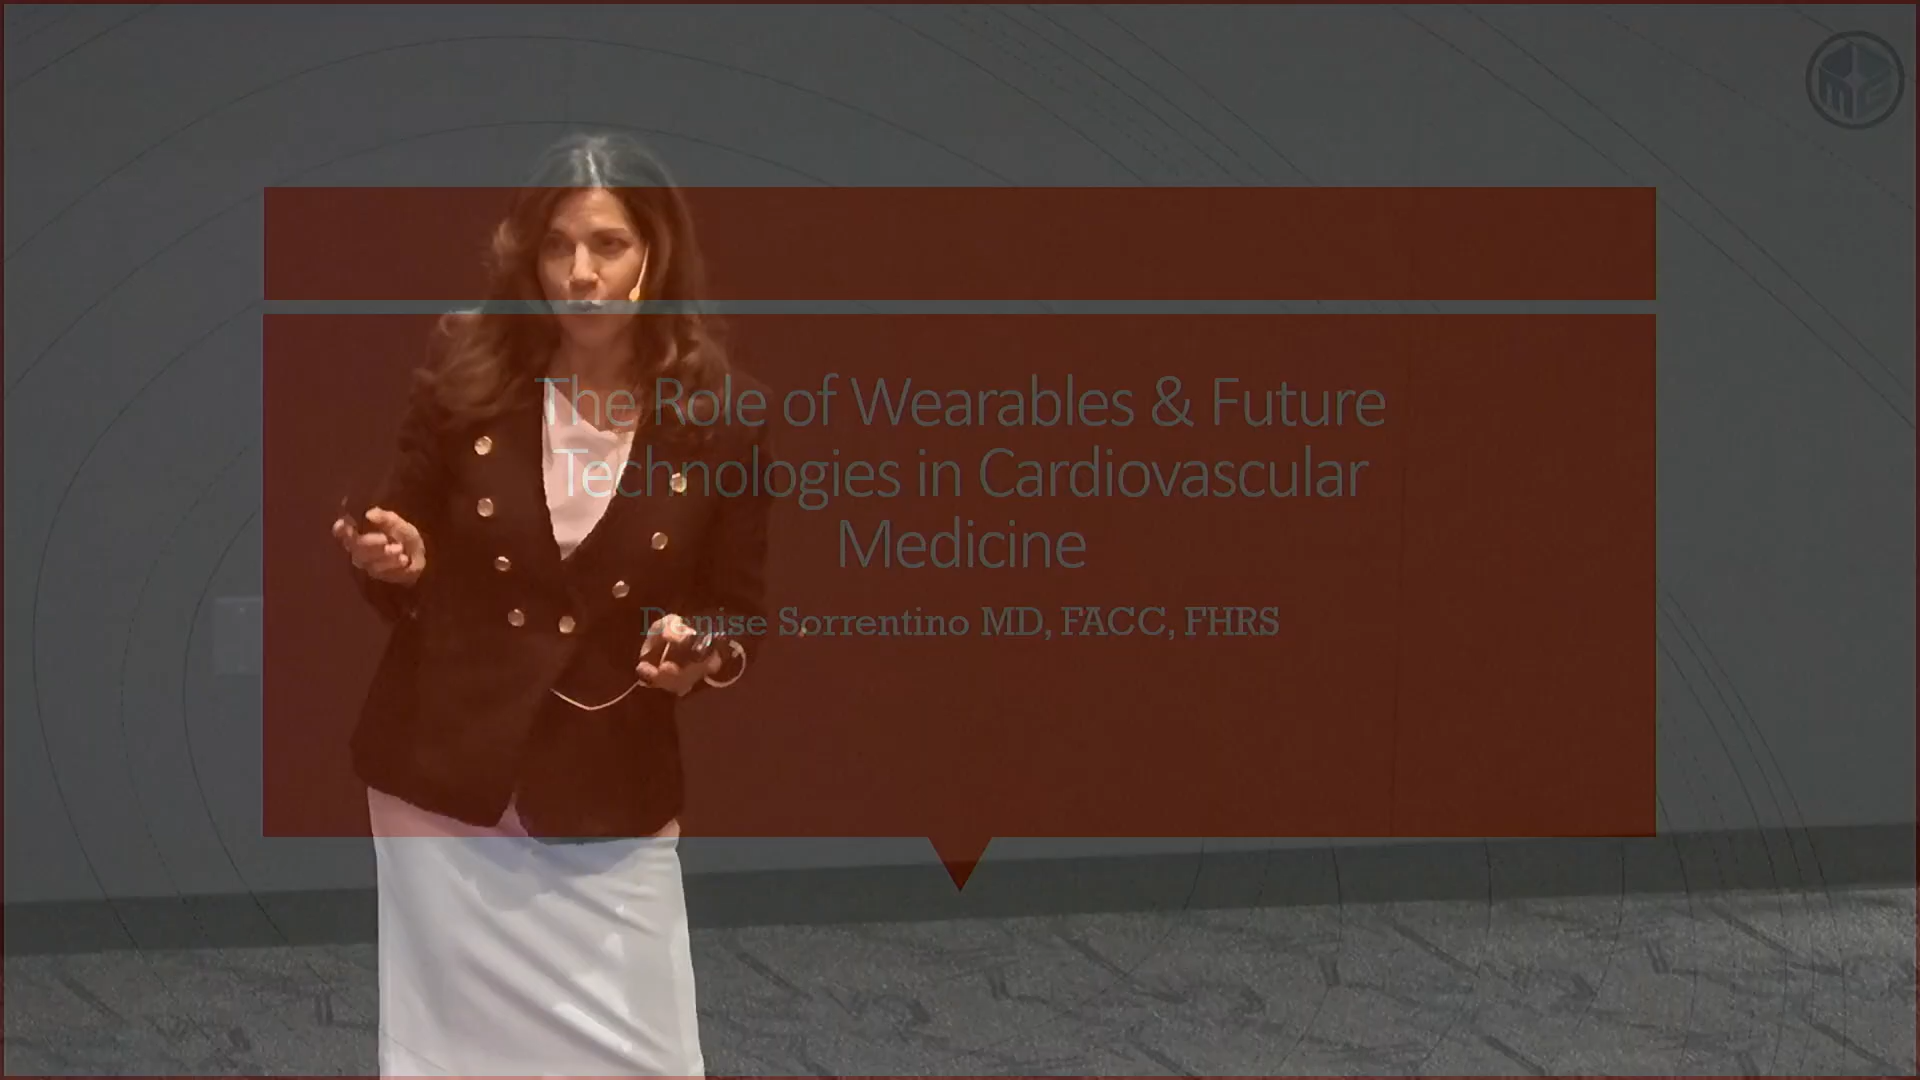 The Role of Wearables & Future
Technologies in Cardiovascular
Medicine
Denise Sorrentino MD, FACC, FHRS